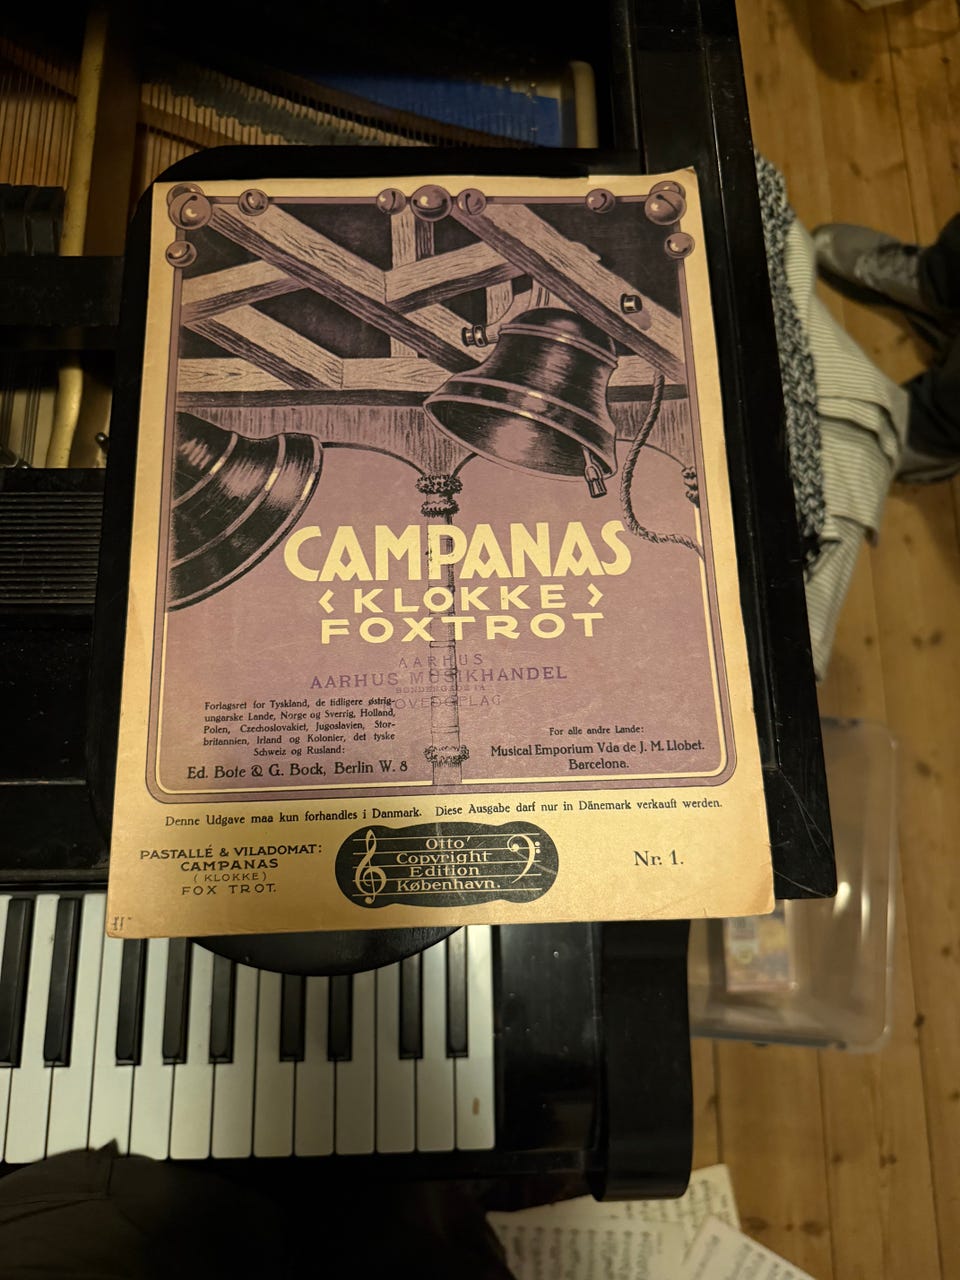 CAMPANAS
<KLOKKE>
FOXTROT
AARHUS
AARHUS MUSIKHANDEL
Forlagsret for Tyskland, de tidligere østrig-
ungarske Lande, Norge og Sverrig, Holland,
Polen, Czechoslovakiet, Jugoslavien, Stor-
britannien, Irland og Kolonier, det tyske
Schweiz og Rusland:
Ed. Bote & G. Bock, Berlin W. 8
For alle andre Lande:
Musical Emporium Vda de J. M. Llobet.
Barcelona.
Denne Udgave maa kun forhandles i Danmark. Diese Ausgabe darf nur in Dänemark verkauft werden.
PASTALLÉ & VILADOMAT:
CAMPANAS
(KLOKKE)
FOX TROT.
Otto
Copyright
Edition
København.
Nr. 1.